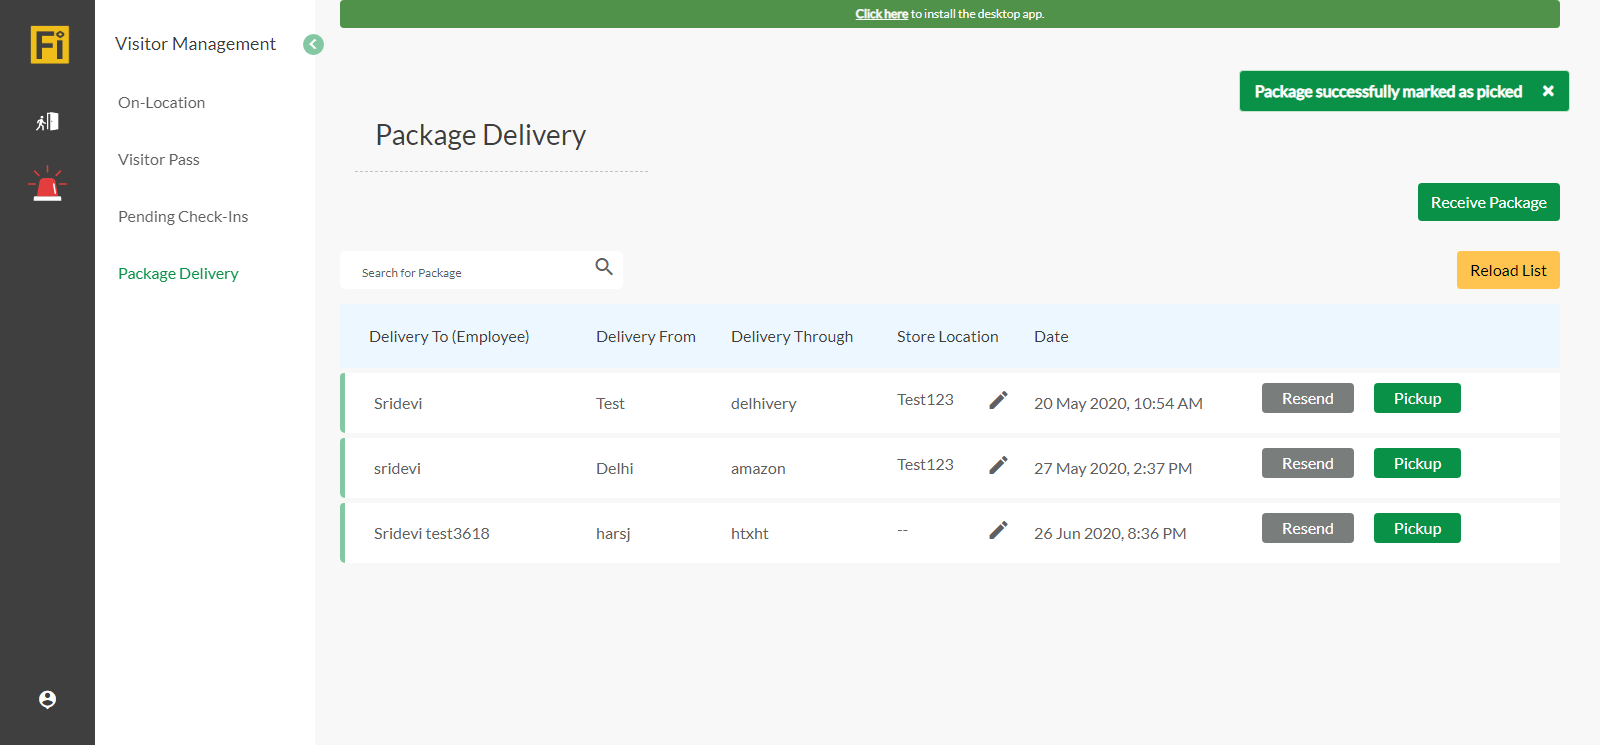 Click here to install the desktop app.
Fi
Visitor Management
On-Location
Visitor Pass
Pending Check-Ins
Package Delivery
Package successfully marked as picked ×
Package Delivery
Receive Package
Search for Package
Reload List
Delivery To (Employee) Delivery From Delivery Through Store Location Date
Sridevi Test delhivery Test123 20 May 2020, 10:54 AM Resend Pickup
sridevi Delhi amazon Test123 27 May 2020, 2:37 PM Resend Pickup
Sridevi test3618 harsj htxht -- 26 Jun 2020, 8:36 PM Resend Pickup